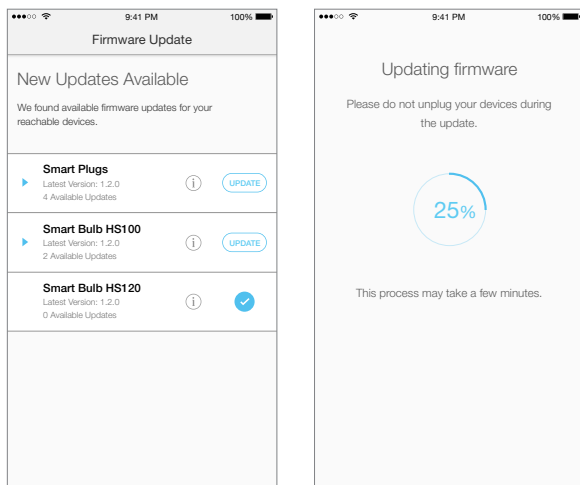 9:41 PM
100%
Firmware Update
New Updates Available
We found available firmware updates for your
reachable devices.
Smart Plugs
Latest Version: 1.2.0
4 Available Updates
i
UPDATE
Smart Bulb HS100
Latest Version: 1.2.0
2 Available Updates
i
UPDATE
Smart Bulb HS120
Latest Version: 1.2.0
0 Available Updates
i
9:41 PM
100%
Updating firmware
Please do not unplug your devices during
the update.
25%
This process may take a few minutes.